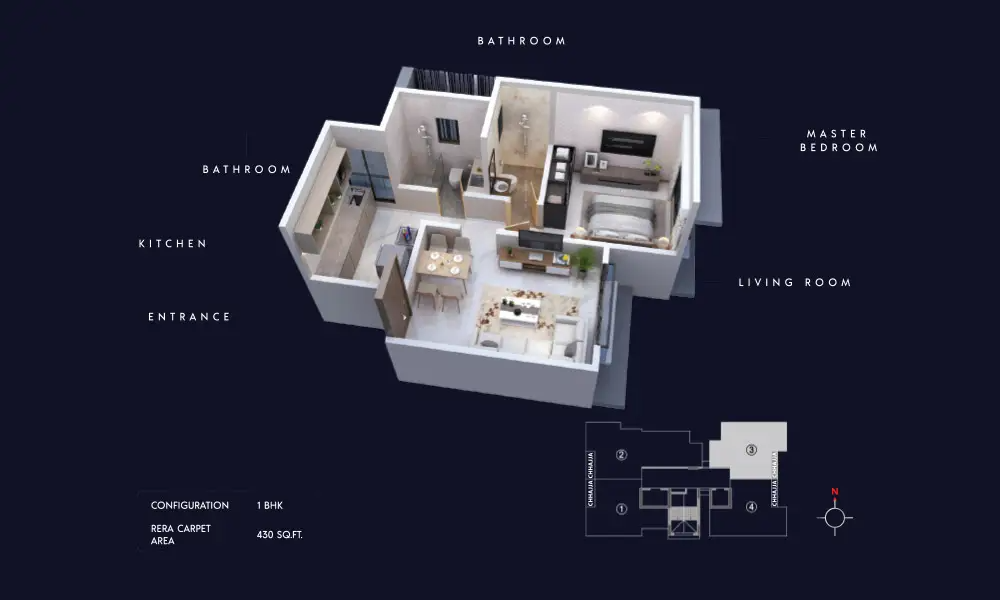 BATHROOM
MASTER
BEDROOM
BATHROOM
KITCHEN
LIVING ROOM
ENTRANCE
2
3
CHHAJJA CHHAJJA
CHHAJJA CHHAJJA
1
4
N
CONFIGURATION 1 BHK
RERA CARPET
AREA 430 SQ.FT.